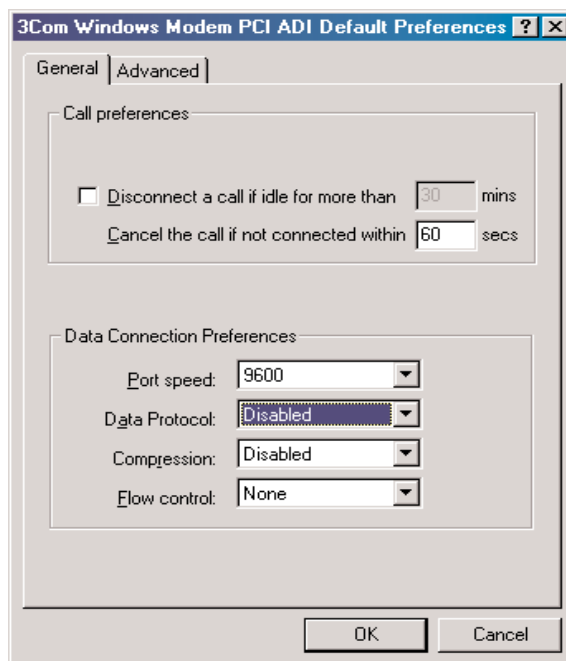 3Com Windows Modem PCI ADI Default Preferences ? X
General Advanced
Call preferences
Disconnect a call if idle for more than 30 mins
Cancel the call if not connected within 60 secs
Data Connection Preferences
Port speed: 9600
Data Protocol: Disabled
Compression: Disabled
Flow control: None
OK Cancel